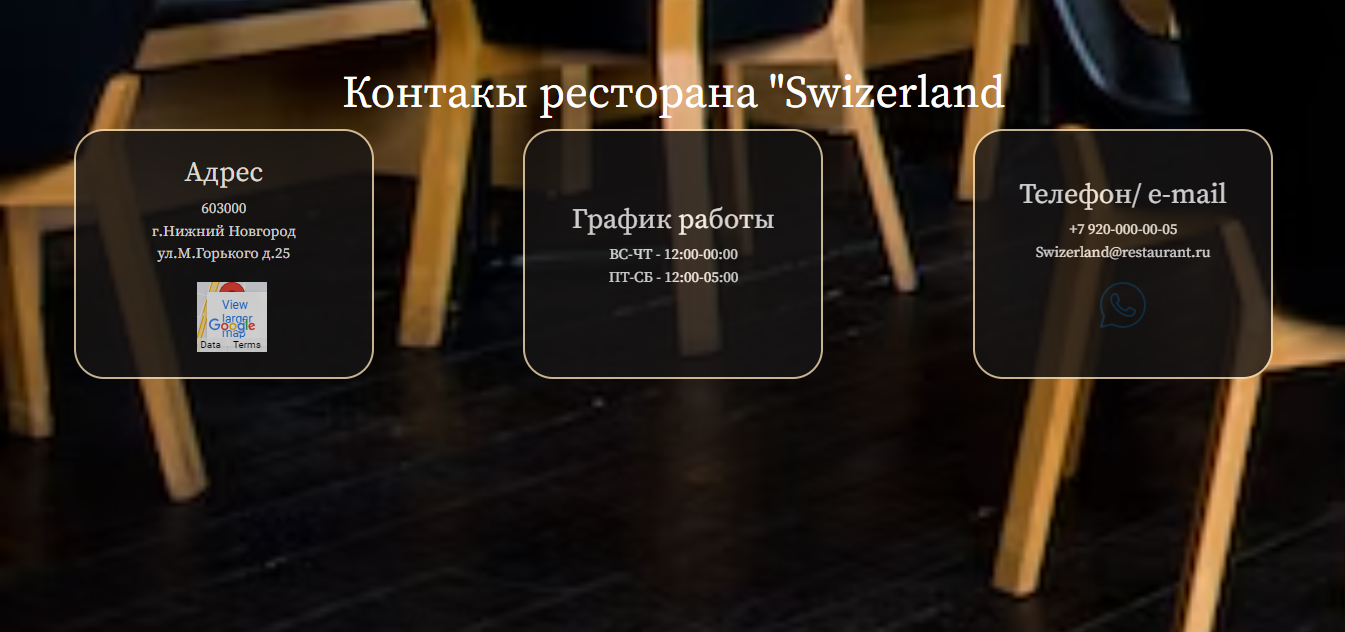 Контакы ресторана "Swizerland
Адрес
603000
г.Нижний Новгород
ул.М.Горького д.25
View
larger
map
Google
Data
Terms
График работы
ВС-ЧТ - 12:00-00:00
ПТ-СБ - 12:00-05:00
Телефон/ e-mail
+7 920-000-00-05
Swizerland@restaurant.ru